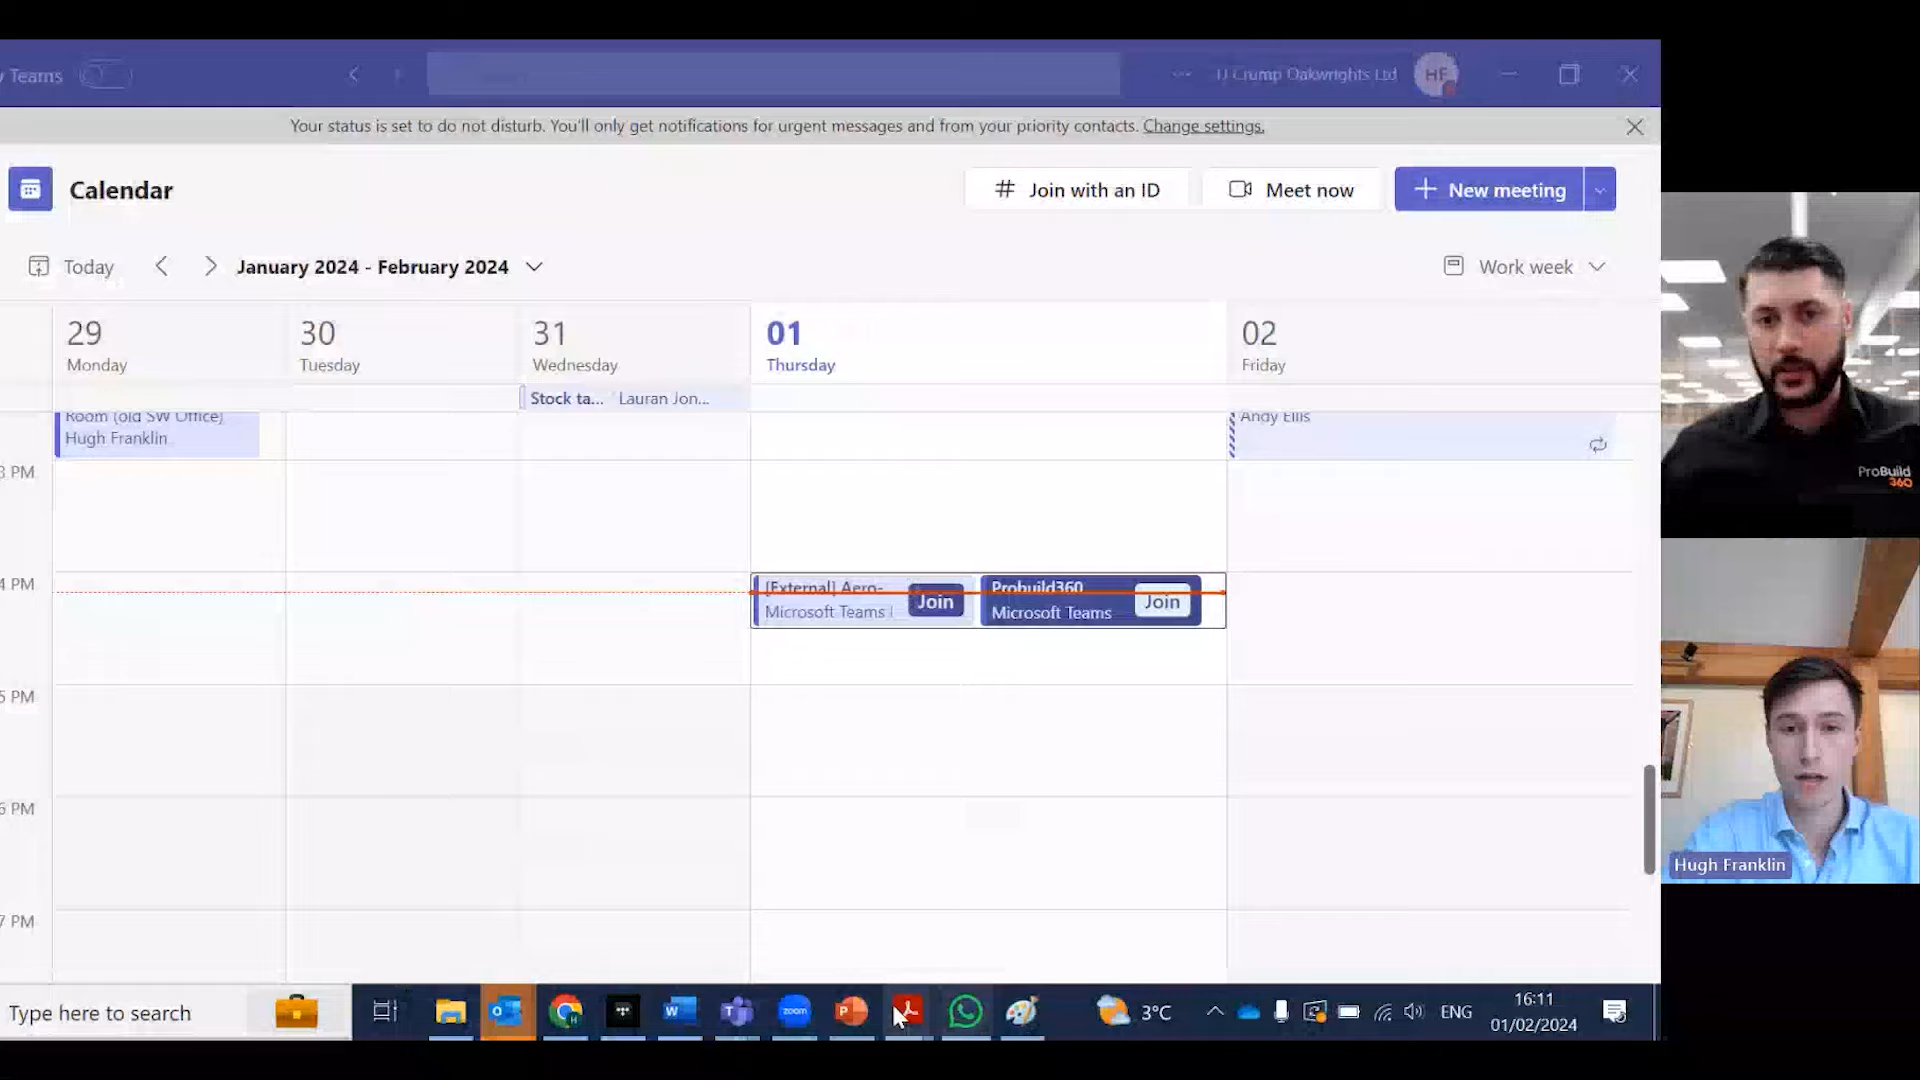 Teams
TJ Crump Oakwrights Ltd
HF
Your status is set to do not disturb. You'll only get notifications for urgent messages and from your priority contacts. Change settings.
Calendar
Join with an ID
Meet now
New meeting
Today
January 2024 - February 2024
Work week
29
Monday
30
Tuesday
31
Wednesday
01
Thursday
02
Friday
Stock ta...
Lauran Jon...
Room (old SW Office)
Hugh Franklin
Andy Ellis
3 PM
4 PM
[External] Aero-
Microsoft Teams
Join
Probuild360
Microsoft Teams
Join
5 PM
6 PM
7 PM
ProBuild
360
Hugh Franklin
Type here to search
zoom
3°C
ENG
16:11
01/02/2024